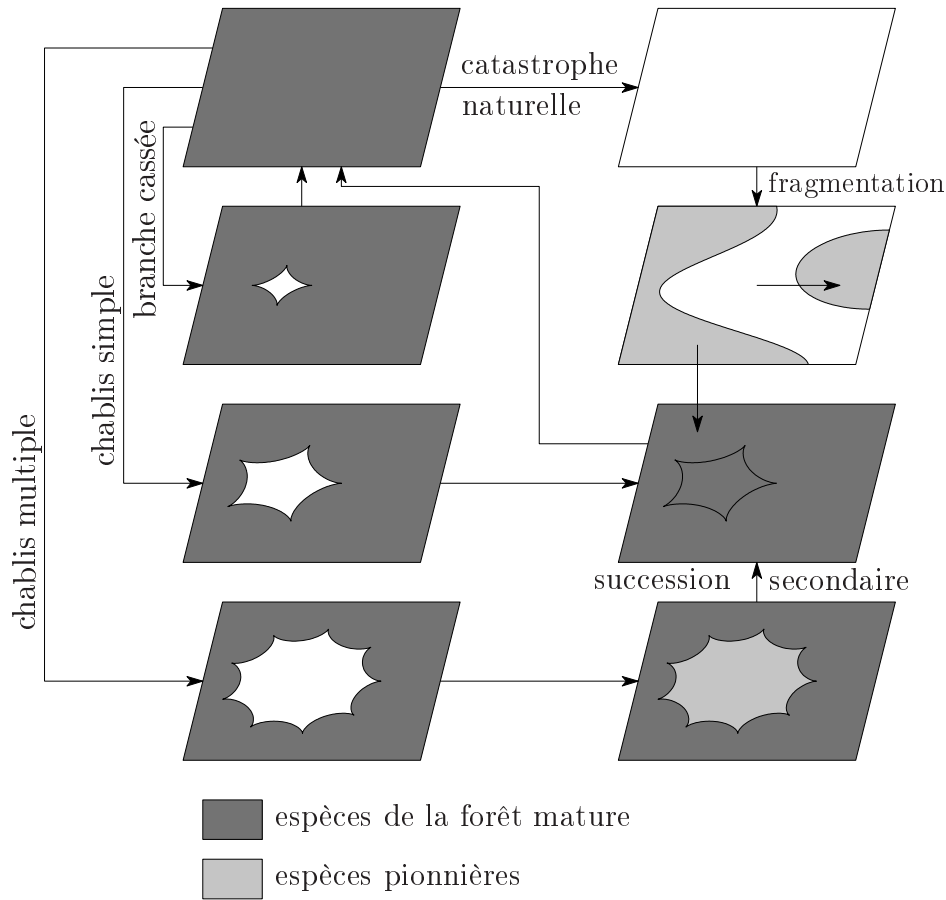 catastrophe
naturelle
fragmentation
branche cassée
chablis simple
chablis multiple
succession secondaire
espèces de la forêt mature
espèces pionnières